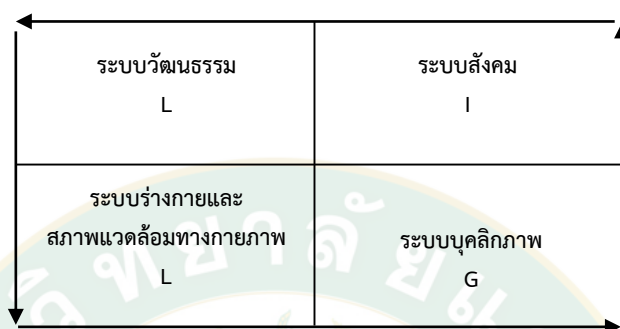 ระบบวัฒนธรรม
L
ระบบสังคม
I
ระบบร่างกายและ
สภาพแวดล้อมทางกายภาพ
L
ระบบบุคลิกภาพ
G